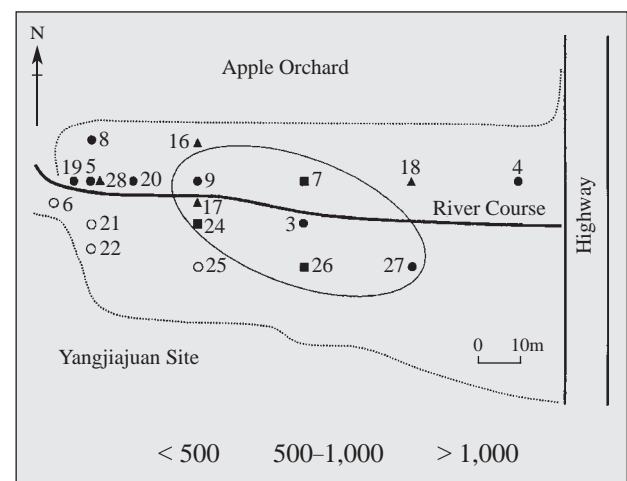 N
Apple Orchard
8
16
19 5 28 20 9 7 18 4
6
17
River Course
21 24 3
22
25 26 27
Highway
Yangjiajuan Site
0 10m
< 500 500–1,000 > 1,000